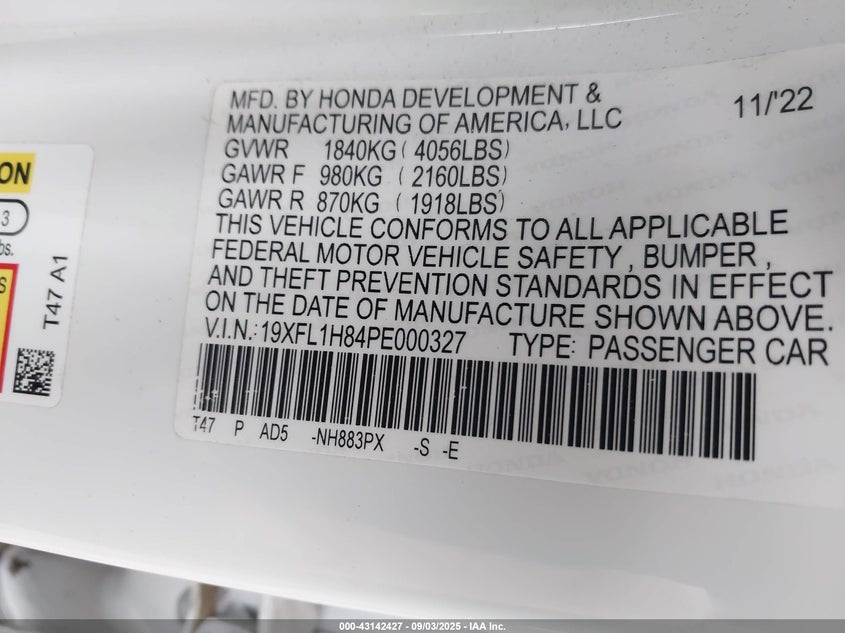 MFD. BY HONDA DEVELOPMENT &
MANUFACTURING OF AMERICA, LLC
11/'22
GVWR 1840KG ( 4056LBS)
GAWR F 980KG ( 2160LBS)
GAWR R 870KG ( 1918LBS)
THIS VEHICLE CONFORMS TO ALL APPLICABLE
FEDERAL MOTOR VEHICLE SAFETY , BUMPER ,
AND THEFT PREVENTION STANDARDS IN EFFECT
ON THE DATE OF MANUFACTURE SHOWN ABOVE.
V.I.N.: 19XFL1H84PE000327 TYPE: PASSENGER CAR
T47 P AD5 -NH883PX -S -E
ON
3
bs.
S
T47 A1
000-43142427 - 09/03/2025 - IAA Inc.